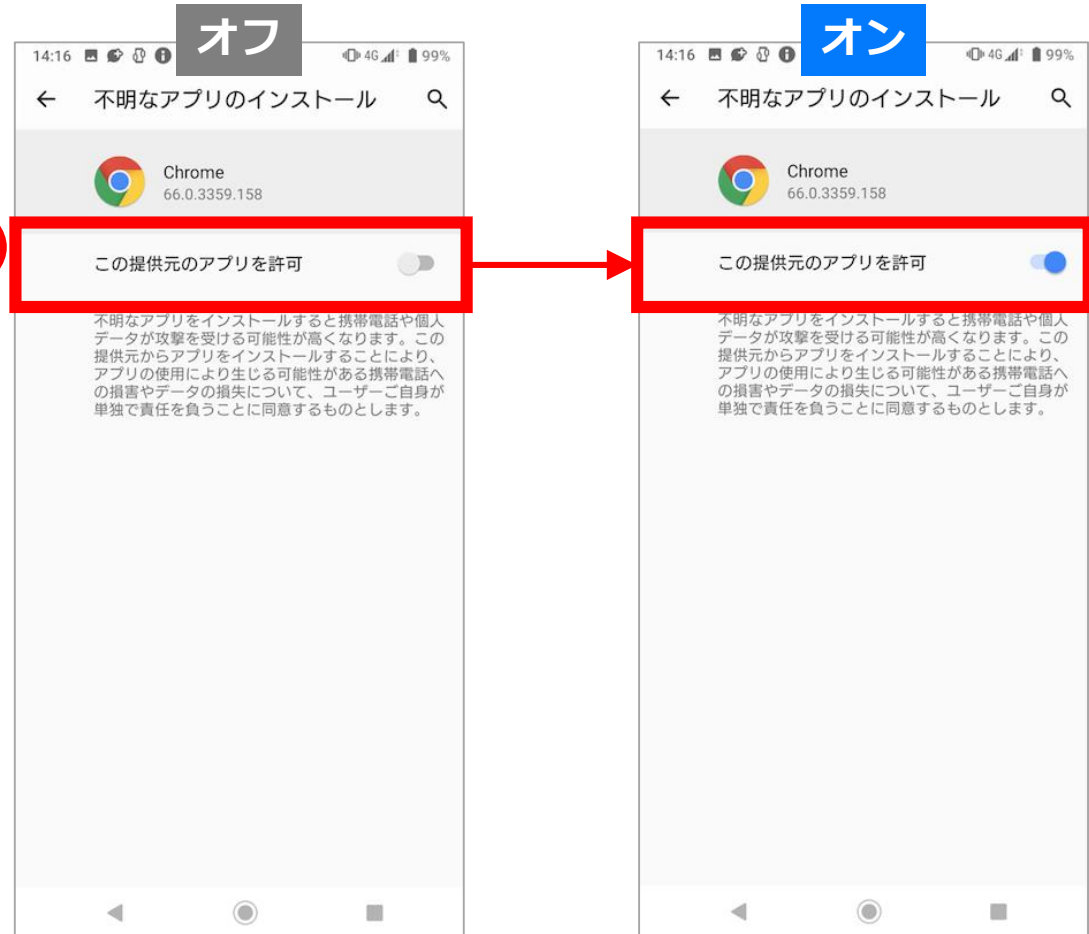 オフ
14:16 4G 99%
不明なアプリのインストール
Chrome
66.0.3359.158
この提供元のアプリを許可
不明なアプリをインストールすると携帯電話や個人
データが攻撃を受ける可能性が高くなります。この
提供元からアプリをインストールすることにより、
アプリの使用により生じる可能性がある携帯電話へ
の損害やデータの損失について、ユーザーご自身が
単独で責任を負うことに同意するものとします。
オン
14:16 4G 99%
不明なアプリのインストール
Chrome
66.0.3359.158
この提供元のアプリを許可
不明なアプリをインストールすると携帯電話や個人
データが攻撃を受ける可能性が高くなります。この
提供元からアプリをインストールすることにより、
アプリの使用により生じる可能性がある携帯電話へ
の損害やデータの損失について、ユーザーご自身が
単独で責任を負うことに同意するものとします。